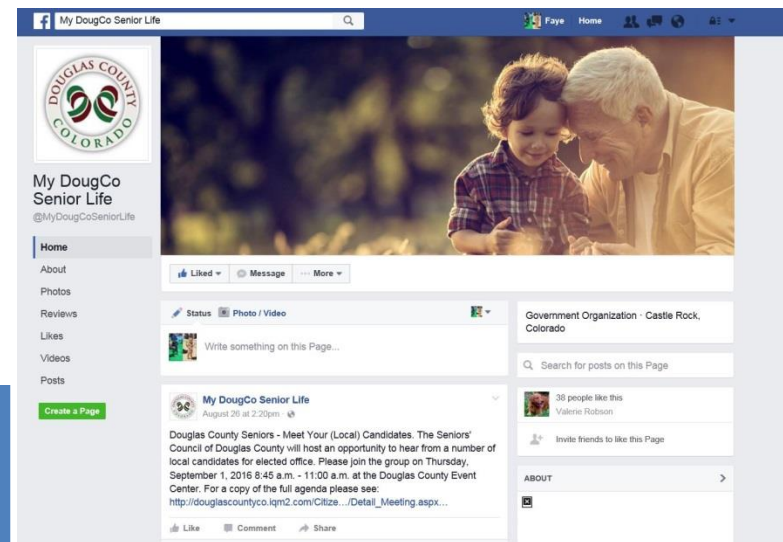 My DougCo Senior Life
Faye Home
DOUGLAS COUNTY
COLORADO
My DougCo
Senior Life
@MyDougCoSeniorLife
Home
About
Photos
Reviews
Likes
Videos
Posts
Create a Page
Liked Message ··· More
Status Photo / Video
Write something on this Page...
My DougCo Senior Life
August 26 at 2:20pm ·
Douglas County Seniors - Meet Your (Local) Candidates. The Seniors'
Council of Douglas County will host an opportunity to hear from a number of
local candidates for elected office. Please join the group on Thursday,
September 1, 2016 8:45 a.m. - 11:00 a.m. at the Douglas County Event
Center. For a copy of the full agenda please see:
http://douglascountyco.iqm2.com/Citize.../Detail_Meeting.aspx...
Like Comment Share
Government Organization · Castle Rock,
Colorado
Search for posts on this Page
38 people like this
Valerie Robson
Invite friends to like this Page
ABOUT